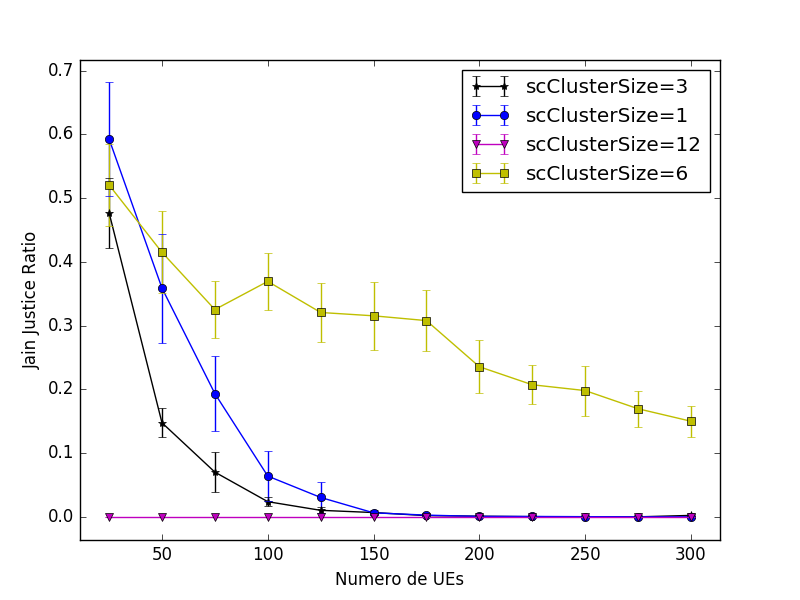 0.7
0.6
0.5
0.4
0.3
0.2
0.1
0.0
Jain Justice Ratio
scClusterSize=3
scClusterSize=1
scClusterSize=12
scClusterSize=6
50 100 150 200 250 300
Numero de UEs